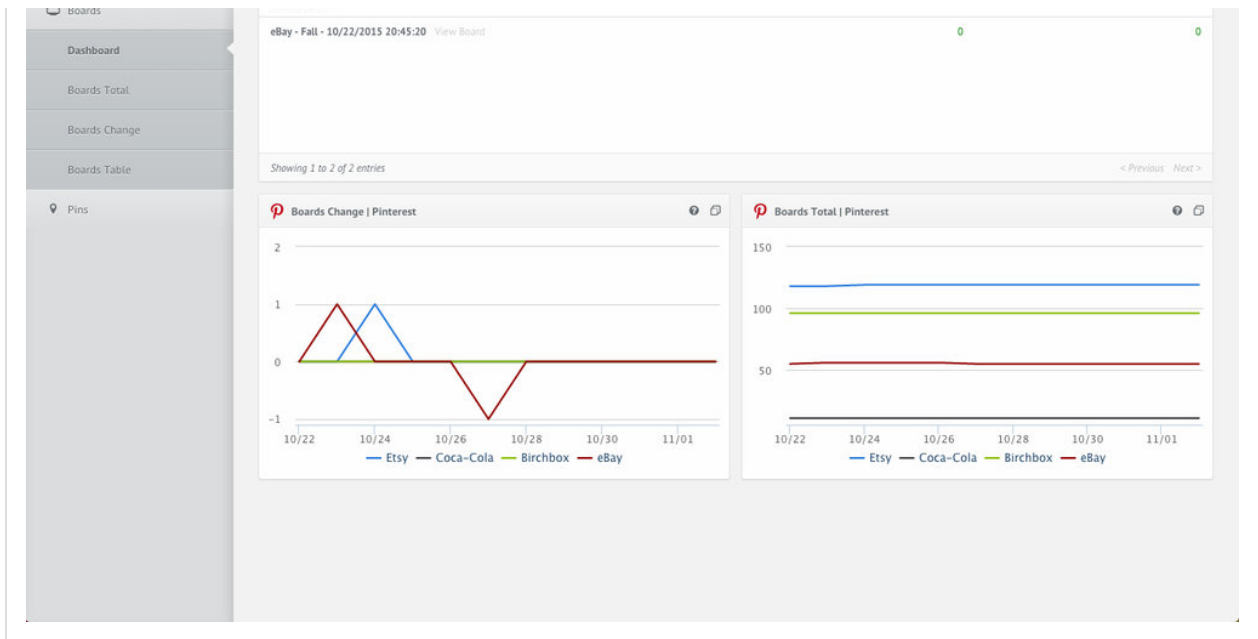 Boards
eBay - Fall - 10/22/2015 20:45:20 View Board 0 0
Dashboard
Boards Total
Boards Change
Boards Table
Showing 1 to 2 of 2 entries < Previous Next >
Pins
Boards Change | Pinterest
2
1
0
-1
10/22 10/24 10/26 10/28 10/30 11/01
Etsy Coca-Cola Birchbox eBay
Boards Total | Pinterest
150
100
50
10/22 10/24 10/26 10/28 10/30 11/01
Etsy Coca-Cola Birchbox eBay